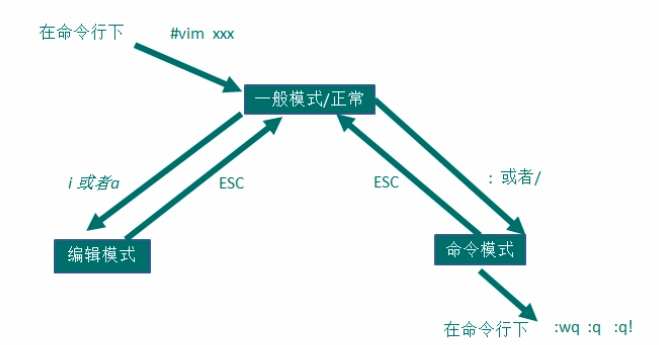 在命令行下 #vim xxx
一般模式/正常
i 或者a
ESC
ESC
: 或者/
编辑模式
命令模式
在命令行下 :wq :q :q!